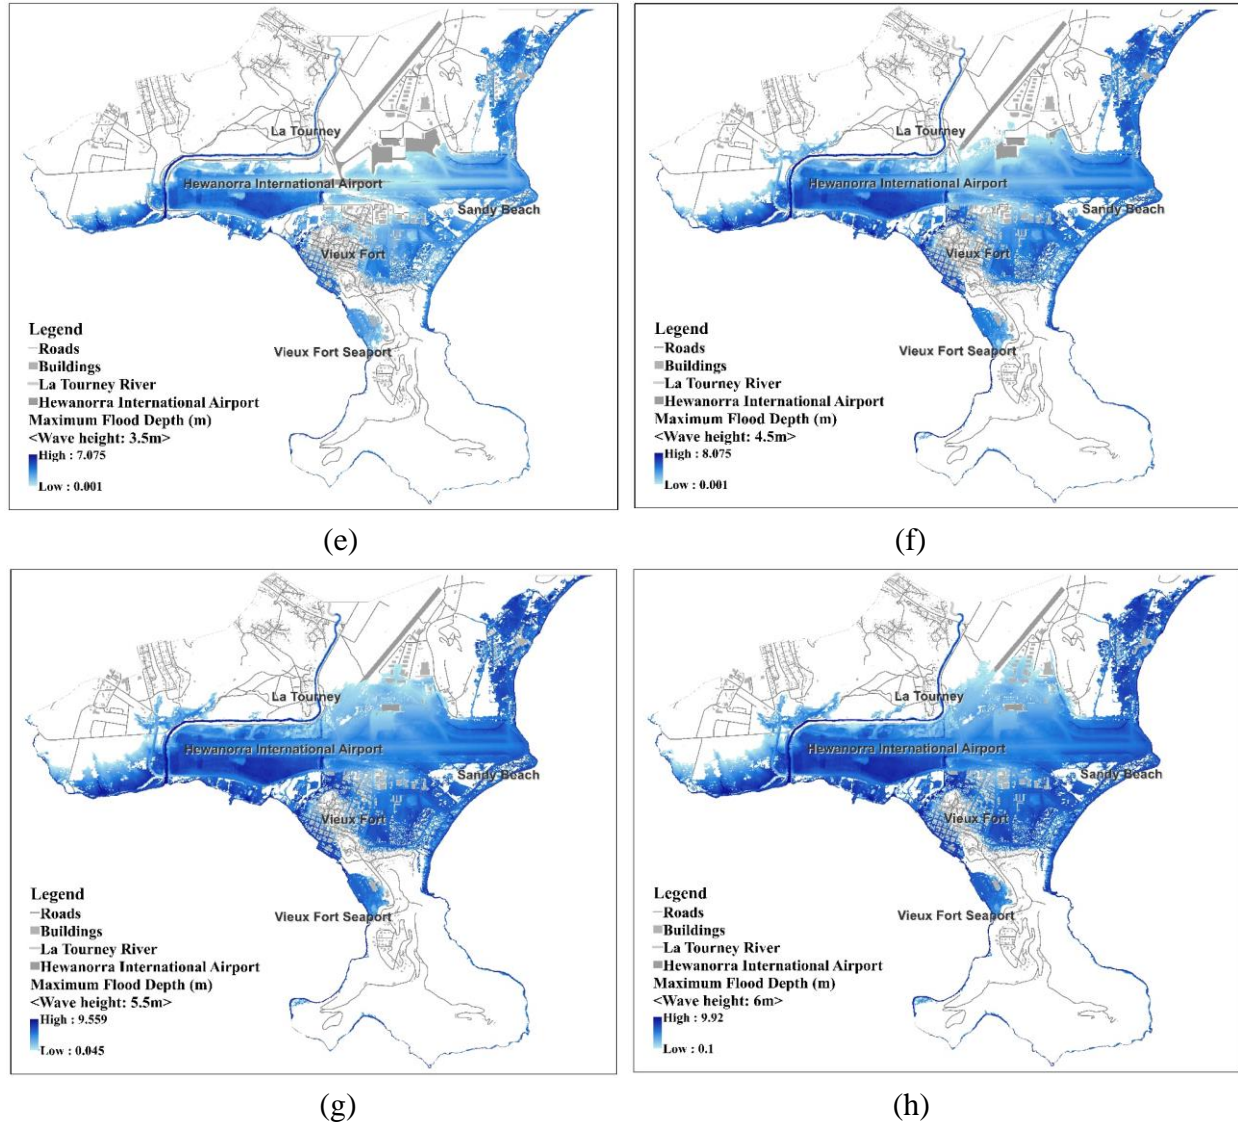 La Tourney
Hewanorra International Airport
Sandy Beach
Vieux Fort
Vieux Fort Seaport
Legend
Roads
Buildings
La Tourney River
Hewanorra International Airport
Maximum Flood Depth (m)
<Wave height: 3.5m>
High : 7.075
Low : 0.001
(e)
La Tourney
Hewanorra International Airport
Sandy Beach
Vieux Fort
Vieux Fort Seaport
Legend
Roads
Buildings
La Tourney River
Hewanorra International Airport
Maximum Flood Depth (m)
<Wave height: 4.5m>
High : 8.075
Low : 0.001
(f)
La Tourney
Hewanorra International Airport
Sandy Beach
Vieux Fort
Vieux Fort Seaport
Legend
Roads
Buildings
La Tourney River
Hewanorra International Airport
Maximum Flood Depth (m)
<Wave height: 5.5m>
High : 9.559
Low : 0.045
(g)
La Tourney
Hewanorra International Airport
Sandy Beach
Vieux Fort
Vieux Fort Seaport
Legend
Roads
Buildings
La Tourney River
Hewanorra International Airport
Maximum Flood Depth (m)
<Wave height: 6m>
High : 9.92
Low : 0.1
(h)